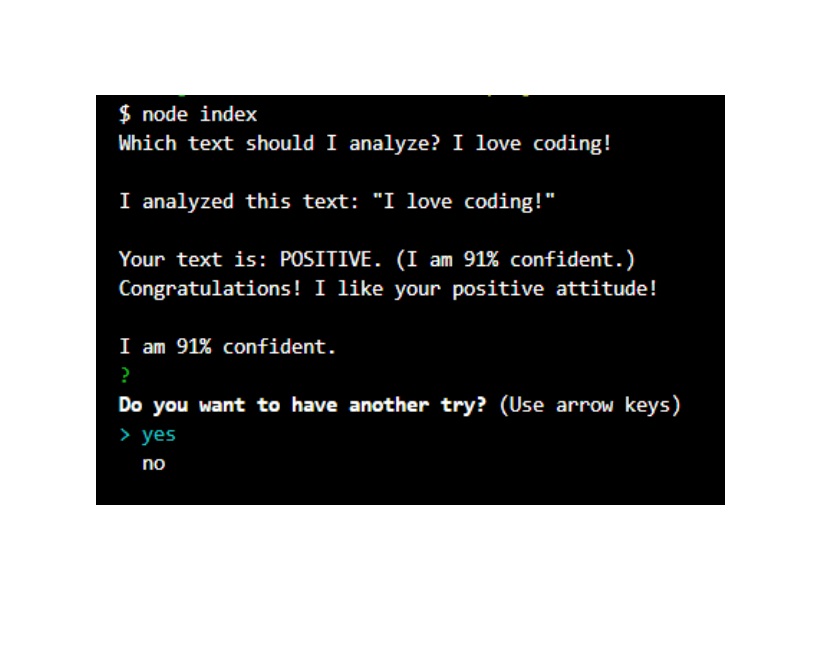 $ node index
Which text should I analyze? I love coding!
I analyzed this text: "I love coding!"
Your text is: POSITIVE. (I am 91% confident.)
Congratulations! I like your positive attitude!
I am 91% confident.
?
Do you want to have another try? (Use arrow keys)
> yes
no